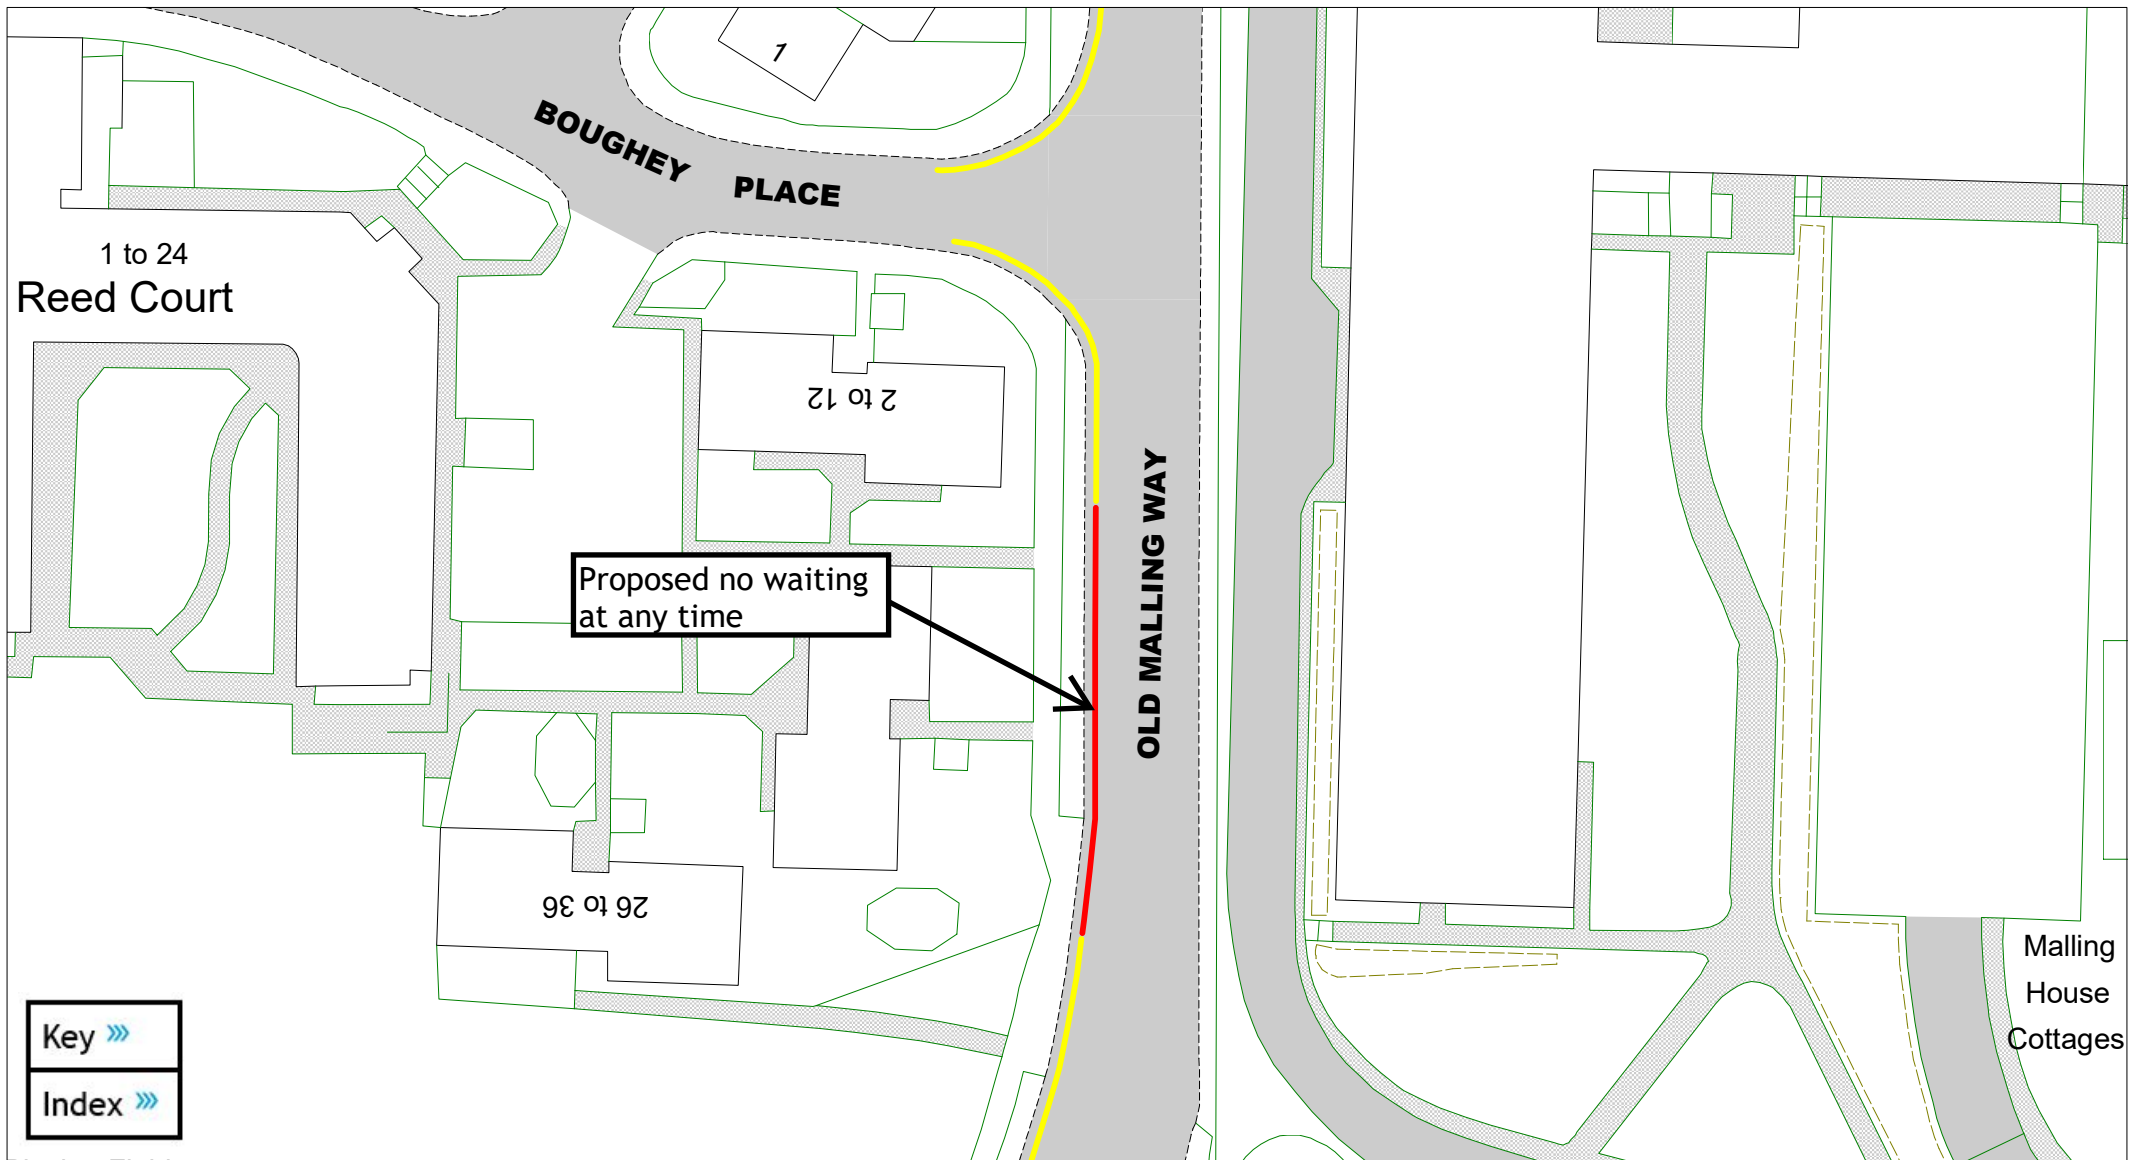 1
BOUGHEY PLACE
1 to 24
Reed Court
2 to 12
OLD MALLING WAY
Proposed no waiting
at any time
26 to 36
Malling
House
Cottages
Key
Index